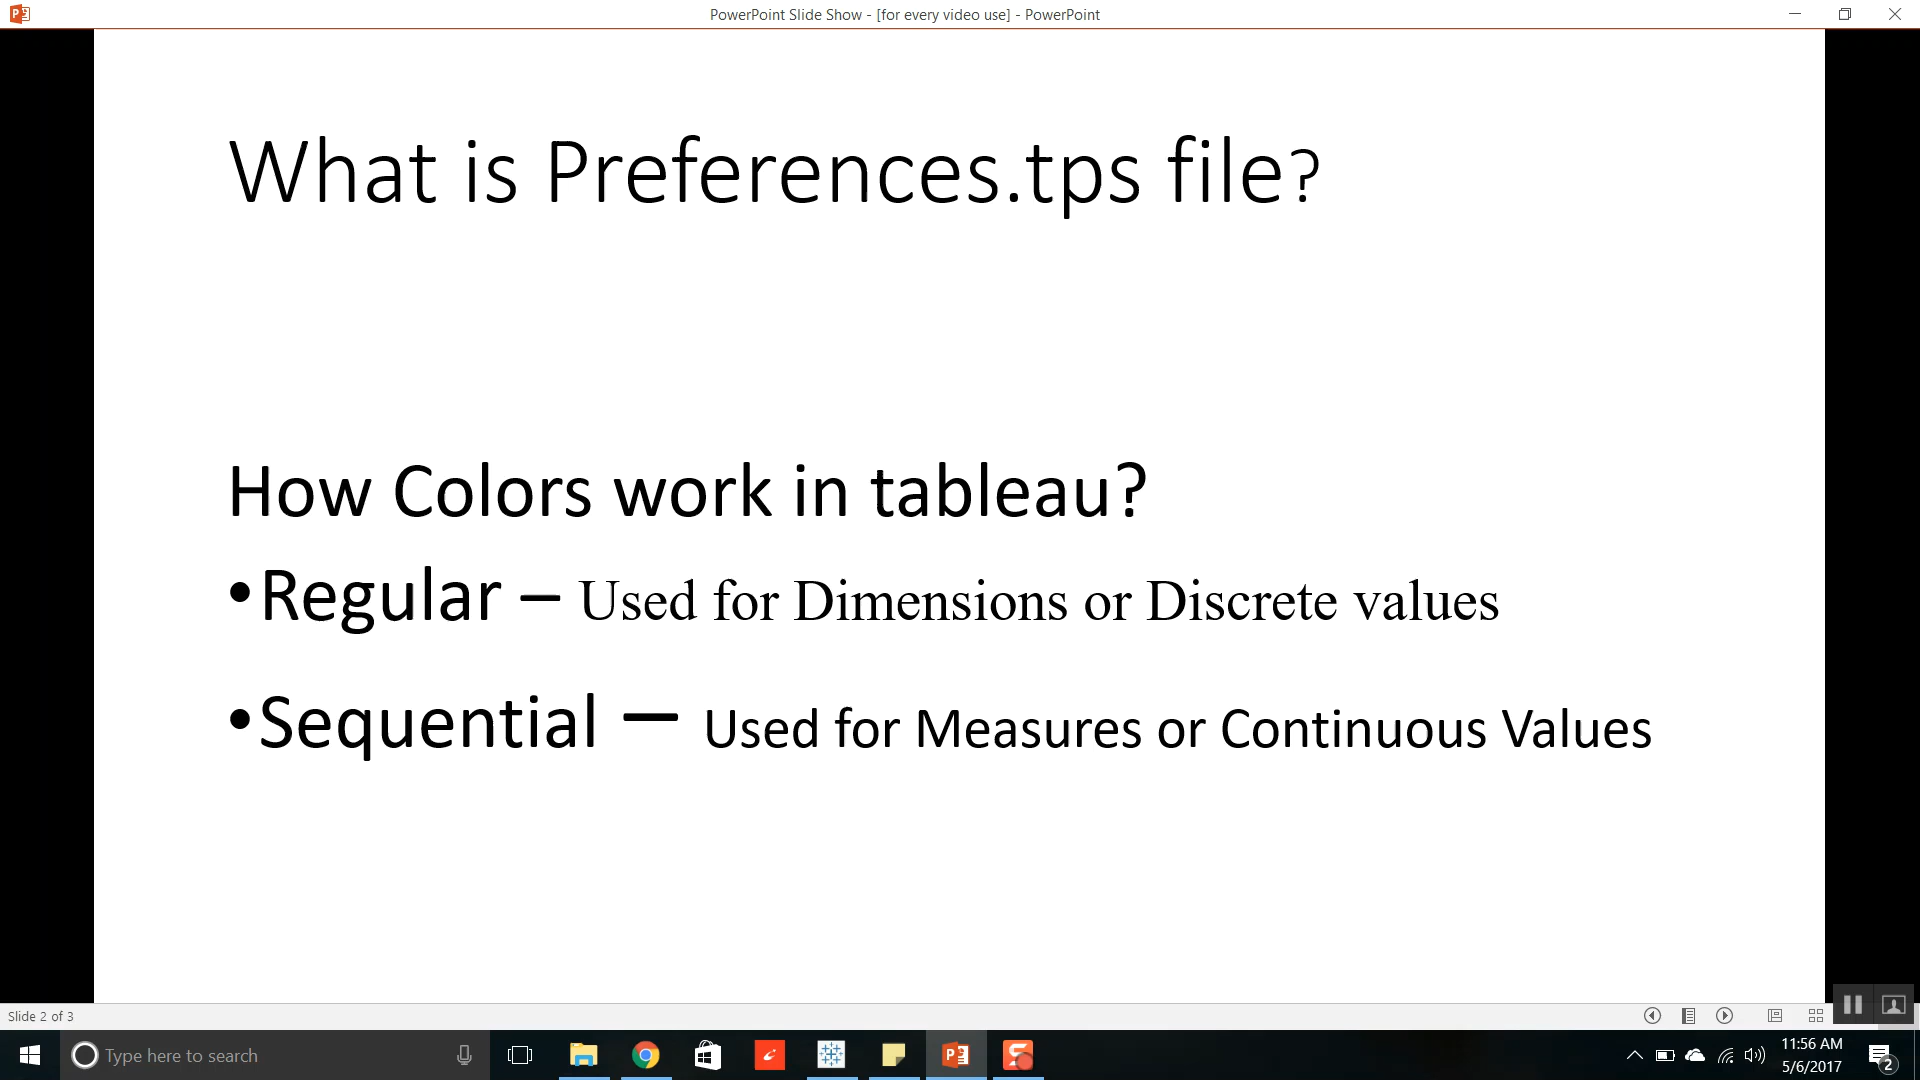 PowerPoint Slide Show - [for every video use] - PowerPoint
What is Preferences.tps file?
How Colors work in tableau?
•Regular – Used for Dimensions or Discrete values
•Sequential – Used for Measures or Continuous Values
Slide 2 of 3
Type here to search
11:56 AM
5/6/2017
2